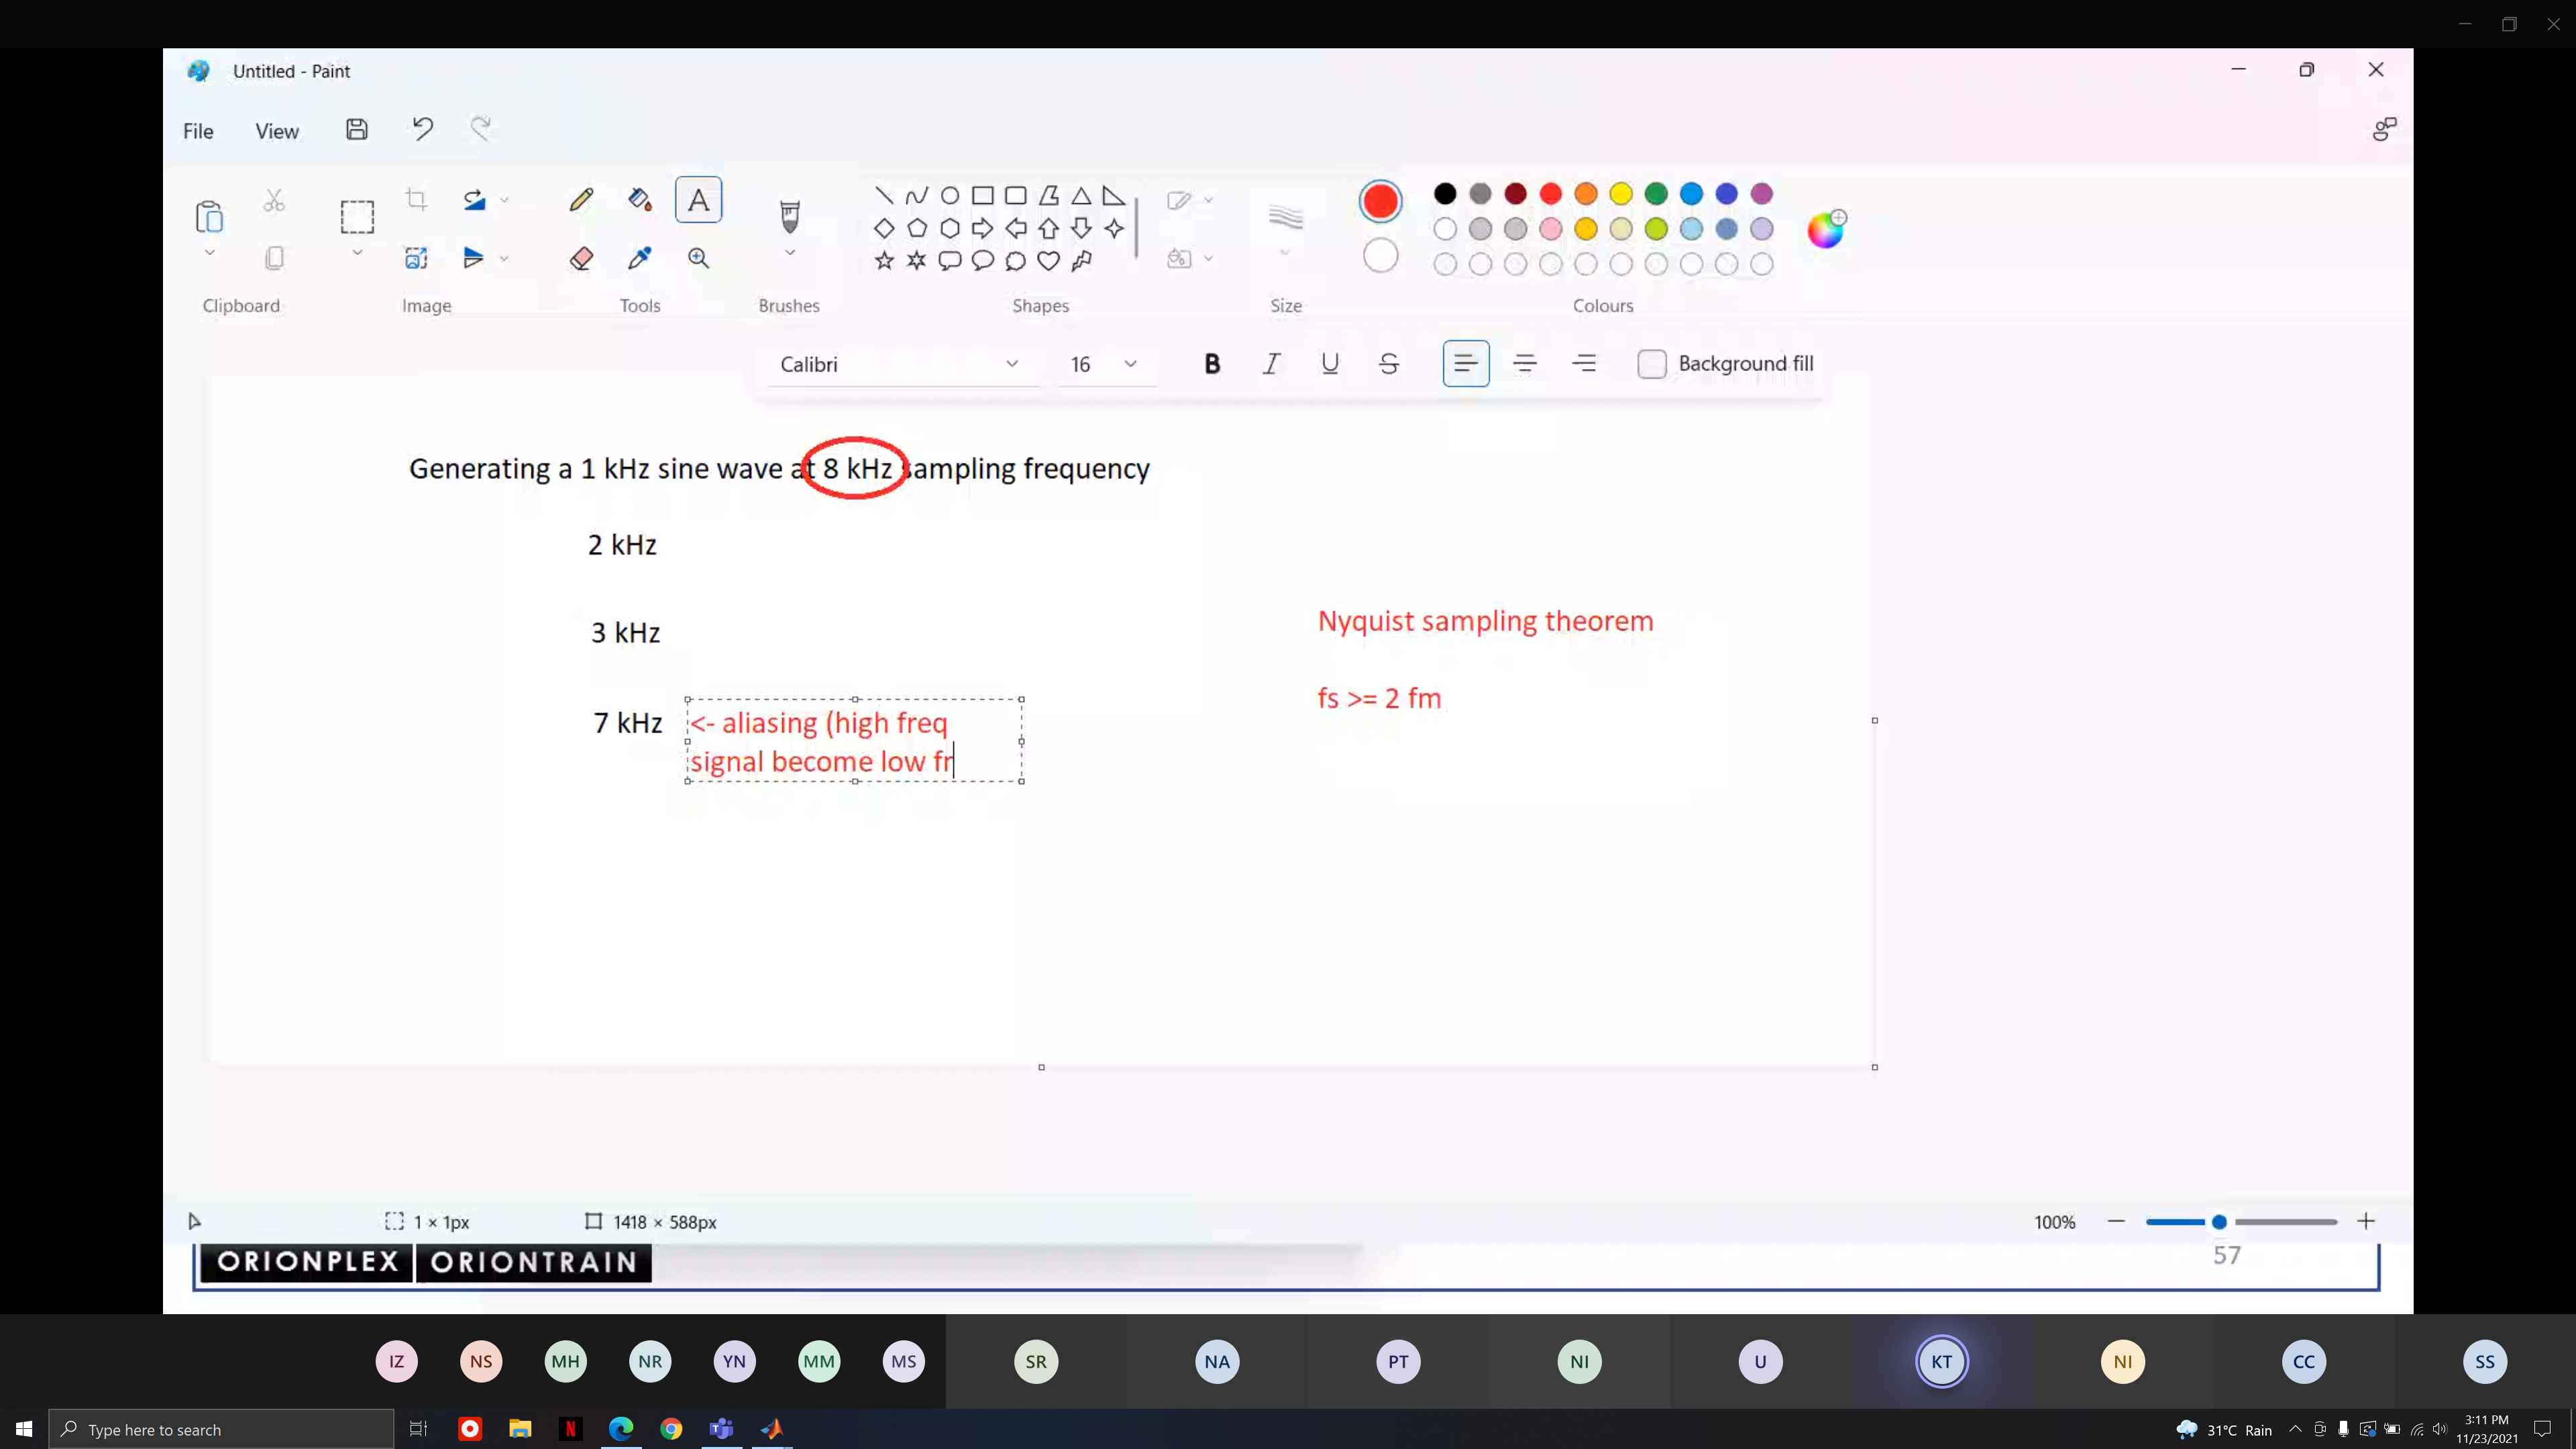 Untitled - Paint
File View
Clipboard Image Tools Brushes Shapes Size Colours
Calibri 16 B I U S Background fill
Generating a 1 kHz sine wave at 8 kHz sampling frequency
2 kHz
3 kHz
Nyquist sampling theorem
fs >= 2 fm
7 kHz <- aliasing (high freq
signal become low fr
1 × 1px 1418 × 588px 100%
ORIONPLEX ORIONTRAIN 57
IZ NS MH NR YN MM MS SR NA PT NI U KT NI CC SS
Type here to search 31°C Rain 3:11 PM
11/23/2021